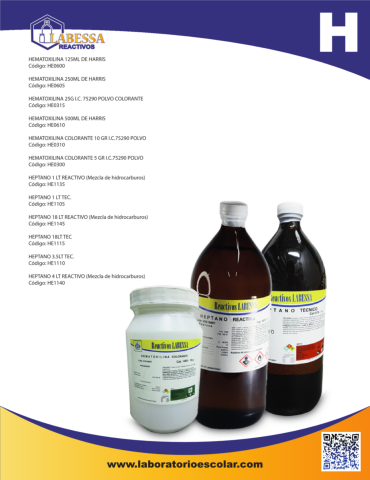 LABESSA
REACTIVOS
H
HEMATOXILINA 125ML DE HARRIS
Código: HE0600
HEMATOXILINA 250ML DE HARRIS
Código: HE0605
HEMATOXILINA 25G I.C. 75290 POLVO COLORANTE
Código: HE0315
HEMATOXILINA 500ML DE HARRIS
Código: HE0610
HEMATOXILINA COLORANTE 10 GR I.C.75290 POLVO
Código: HE0310
HEMATOXILINA COLORANTE 5 GR I.C.75290 POLVO
Código: HE0300
HEPTANO 1 LT REACTIVO (Mezcla de hidrocarburos)
Código: HE1135
HEPTANO 1 LT TEC.
Código: HE1105
HEPTANO 18 LT REACTIVO (Mezcla de hidrocarburos)
Código: HE1145
HEPTANO 18LT TEC
Código: HE1115
HEPTANO 3.5LT TEC.
Código: HE1110
HEPTANO 4 LT REACTIVO (Mezcla de hidrocarburos)
Código: HE1140
Reactivos LABESSA
HEMATOXILINA COLORANTE
Reactivos LABESSA
HEPTANO REACTIVO
Reactivos LABESSA
PTANO TÉCNICO
www.laboratorioescolar.com